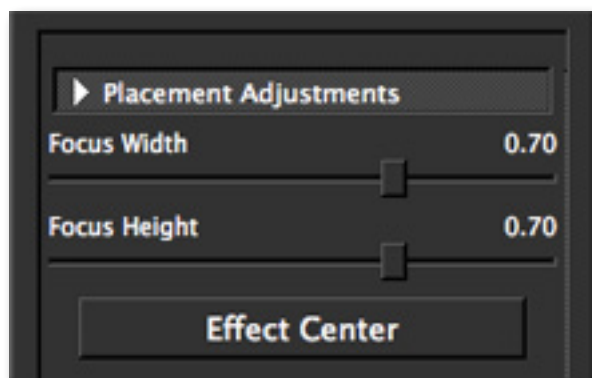 Placement Adjustments
Focus Width 0.70
Focus Height 0.70
Effect Center